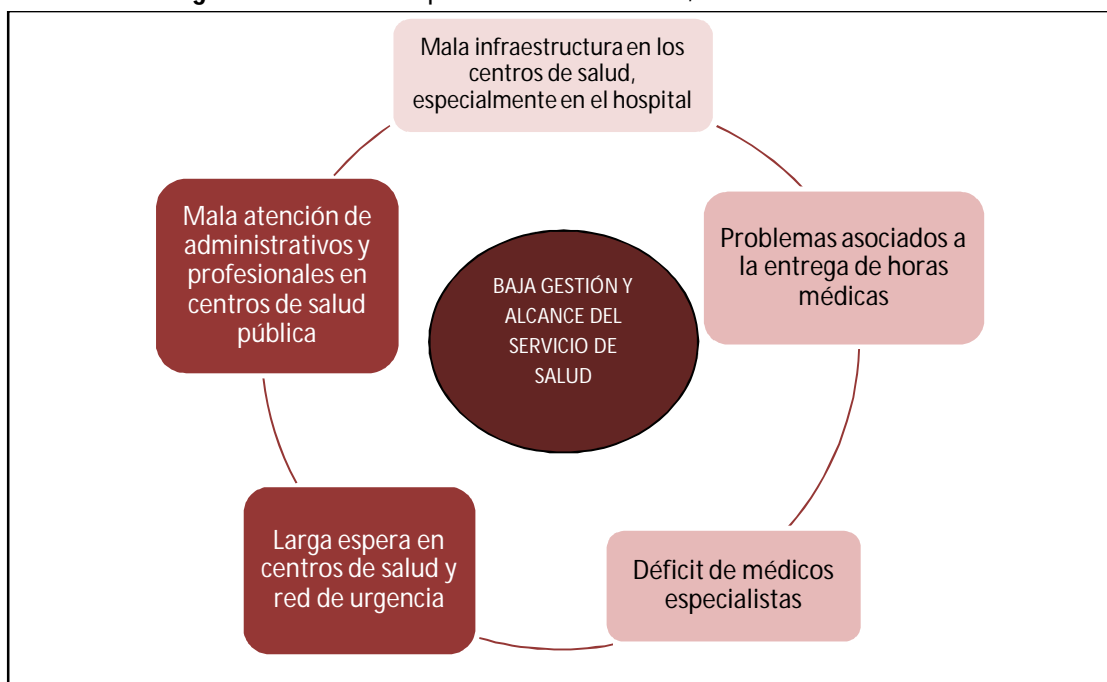 Mala infraestructura en los
centros de salud,
especialmente en el hospital
Problemas asociados a
la entrega de horas
médicas
Déficit de médicos
especialistas
Larga espera en
centros de salud y
red de urgencia
Mala atención de
administrativos y
profesionales en
centros de salud
pública
BAJA GESTIÓN Y
ALCANCE DEL
SERVICIO DE
SALUD